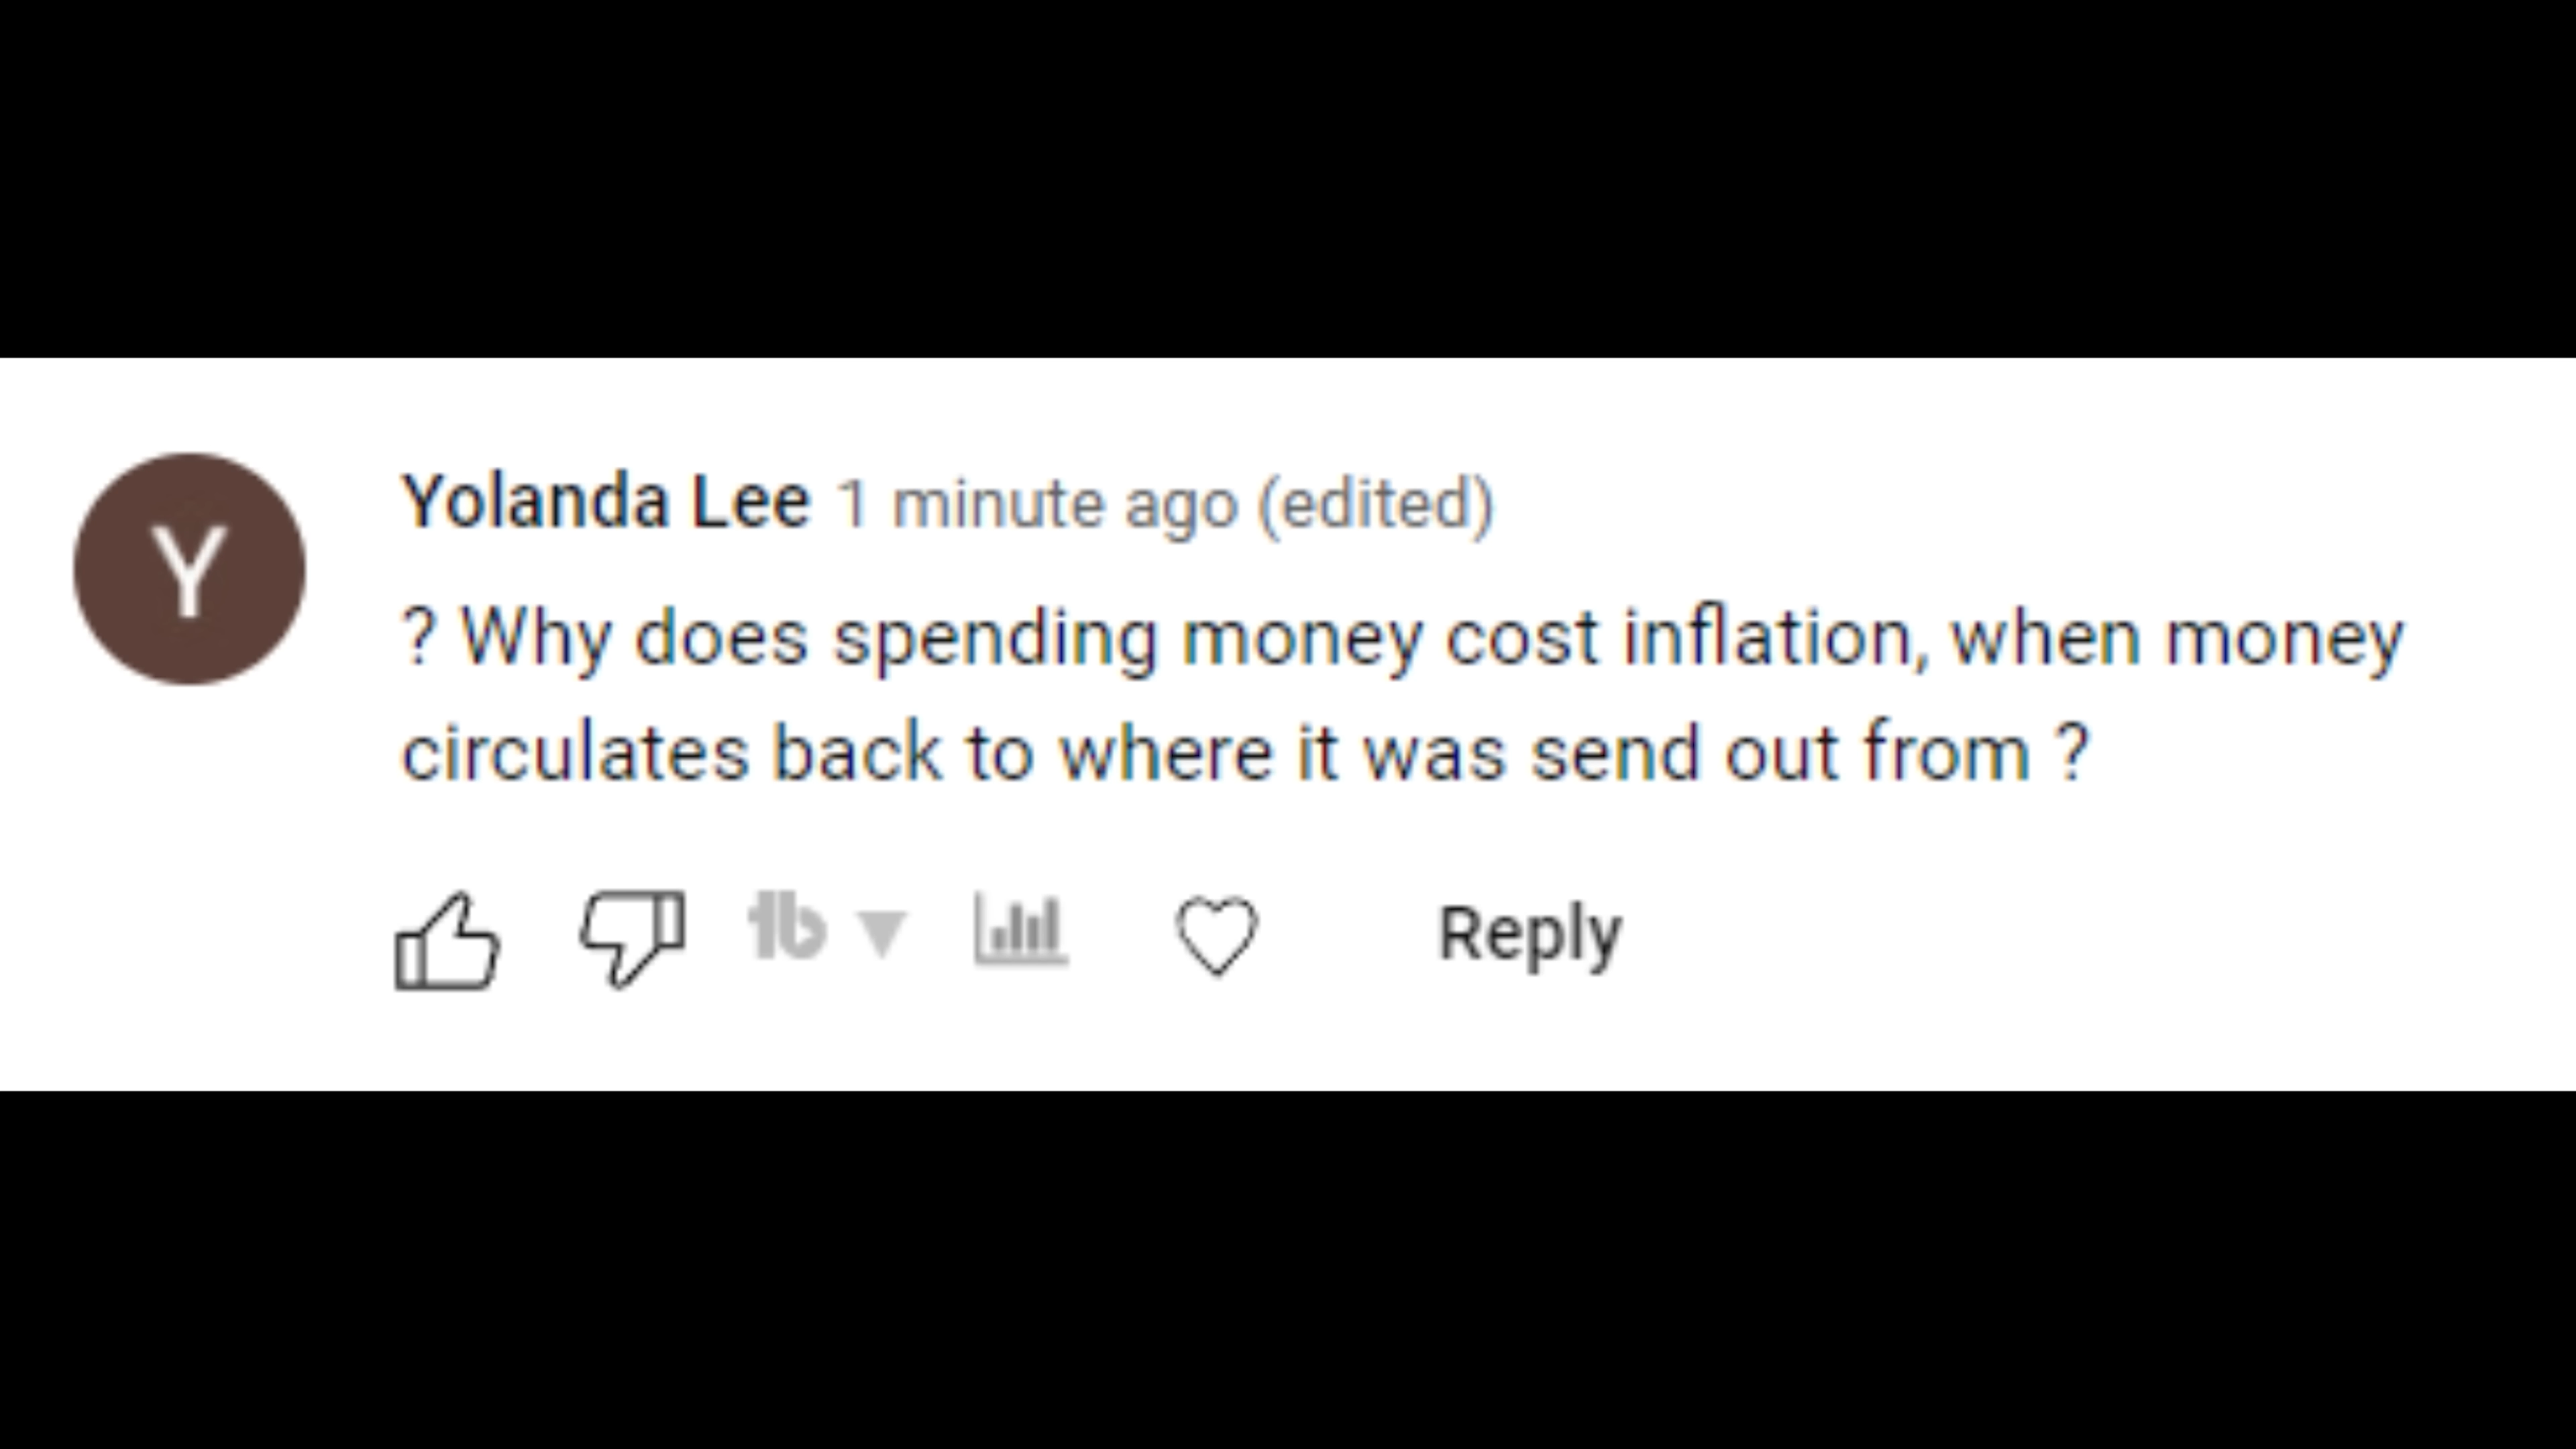 Y
Yolanda Lee 1 minute ago (edited)
? Why does spending money cost inflation, when money
circulates back to where it was send out from ?
tb
Reply